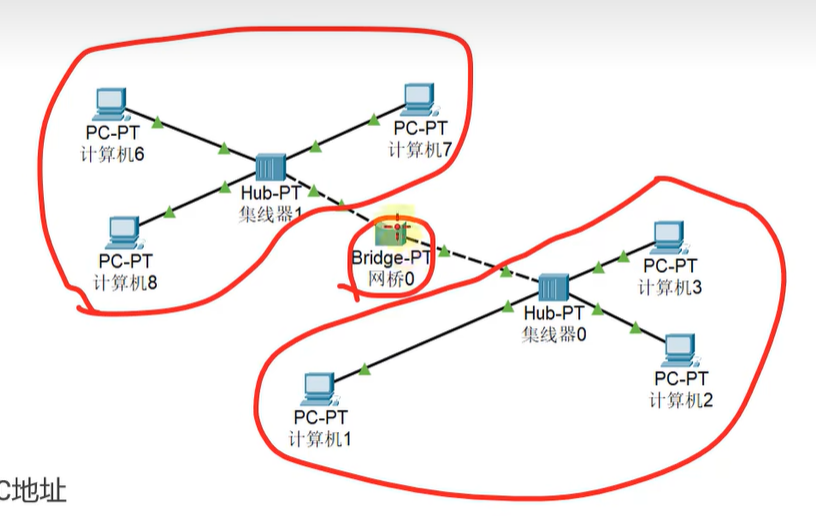 PC-PT
计算机6
PC-PT
计算机7
Hub-PT
集线器1
PC-PT
计算机8
Bridge-PT
网桥0
PC-PT
计算机3
Hub-PT
集线器0
PC-PT
计算机2
PC-PT
计算机1
C地址